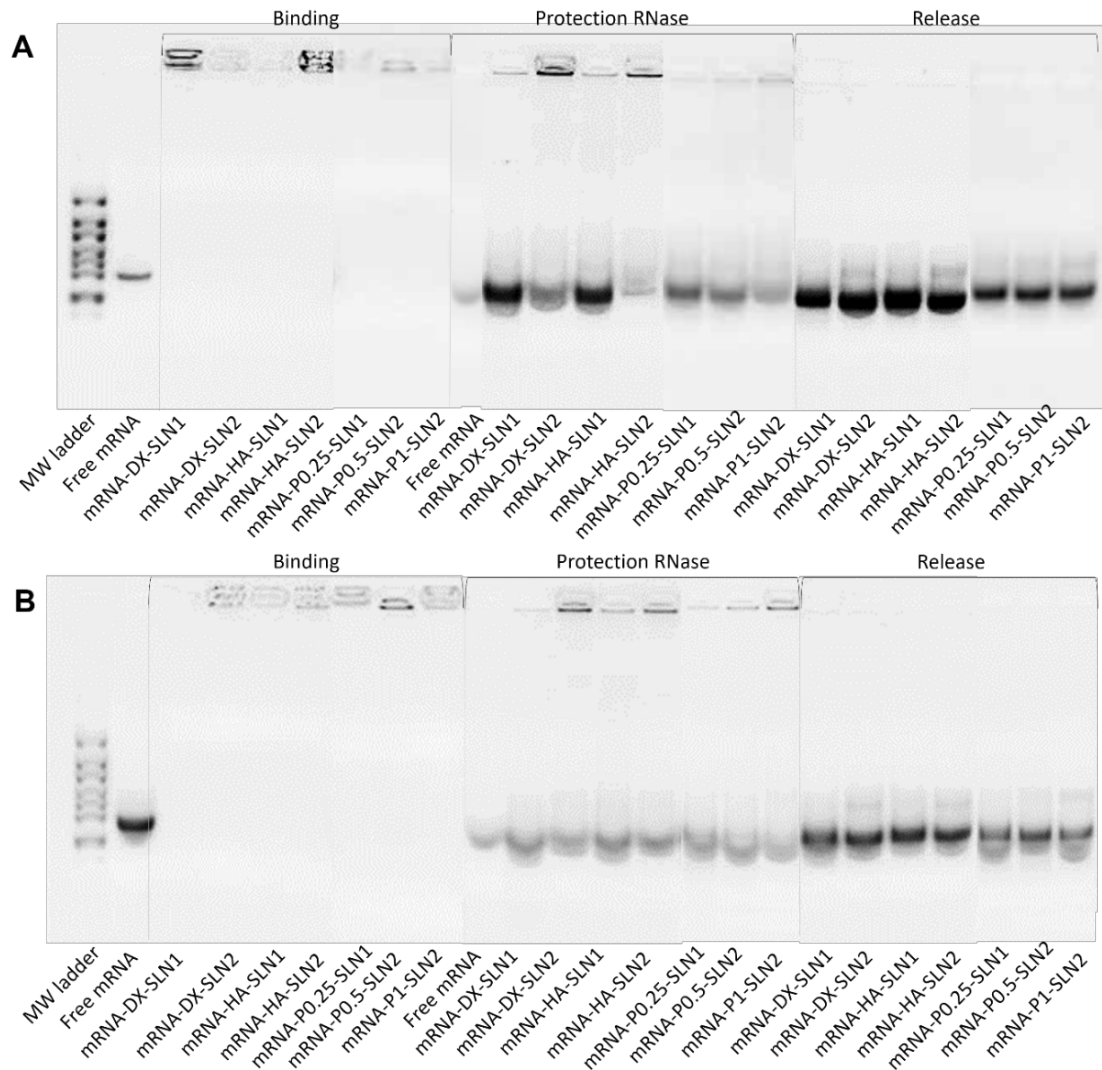 Binding Protection RNase Release
A
MW ladder
Free mRNA
mRNA-DX-SLN1
mRNA-DX-SLN2
mRNA-HA-SLN1
mRNA-HA-SLN2
mRNA-P0.25-SLN1
mRNA-P0.5-SLN2
mRNA-P1-SLN2
Free mRNA
mRNA-DX-SLN1
mRNA-DX-SLN2
mRNA-HA-SLN1
mRNA-HA-SLN2
mRNA-P0.25-SLN1
mRNA-P0.5-SLN2
mRNA-P1-SLN2
mRNA-DX-SLN1
mRNA-DX-SLN2
mRNA-HA-SLN1
mRNA-HA-SLN2
mRNA-P0.25-SLN1
mRNA-P0.5-SLN2
mRNA-P1-SLN2
Binding Protection RNase Release
B
MW ladder
Free mRNA
mRNA-DX-SLN1
mRNA-DX-SLN2
mRNA-HA-SLN1
mRNA-HA-SLN2
mRNA-P0.25-SLN1
mRNA-P0.5-SLN2
mRNA-P1-SLN2
Free mRNA
mRNA-DX-SLN1
mRNA-DX-SLN2
mRNA-HA-SLN1
mRNA-HA-SLN2
mRNA-P0.25-SLN1
mRNA-P0.5-SLN2
mRNA-P1-SLN2
mRNA-DX-SLN1
mRNA-DX-SLN2
mRNA-HA-SLN1
mRNA-HA-SLN2
mRNA-P0.25-SLN1
mRNA-P0.5-SLN2
mRNA-P1-SLN2